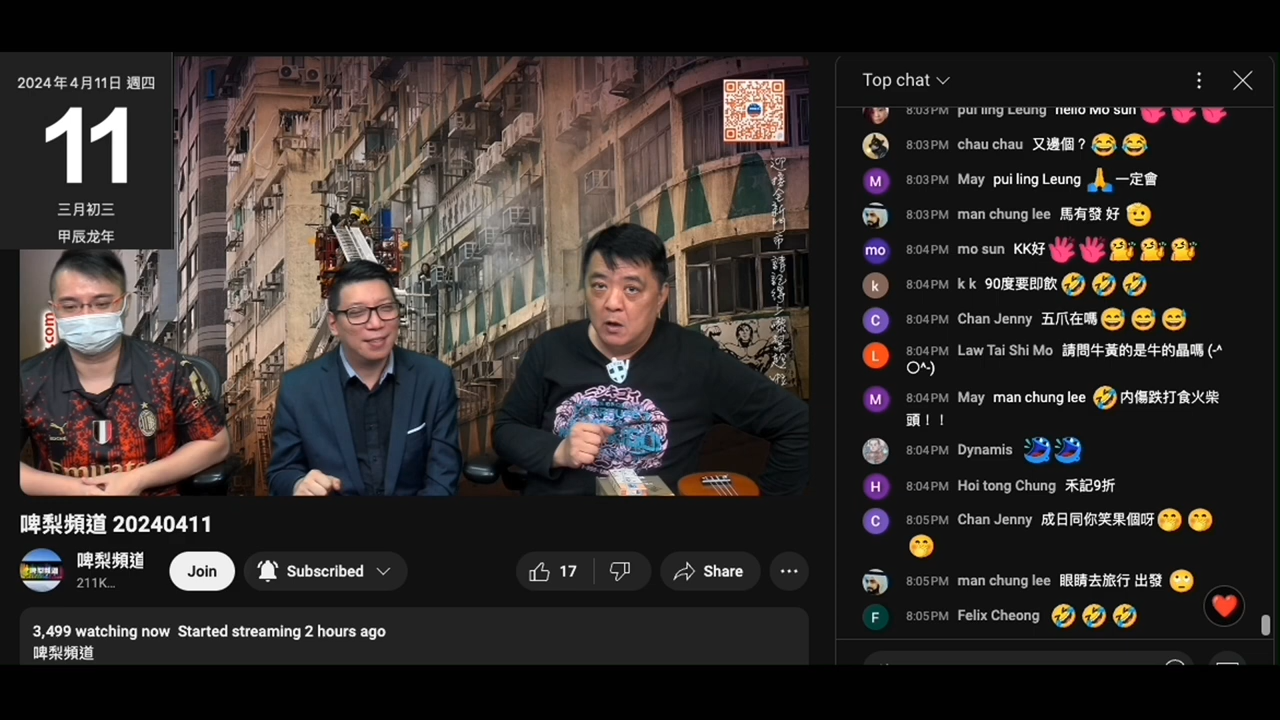 2024年4月11日 週四
11
三月初三
甲辰龙年
.com
Emirate
啤梨頻道 20240411
啤梨頻道
211K...
Join
Subscribed
17
Share
3,499 watching now Started streaming 2 hours ago
啤梨頻道
Top chat
8:03PM pui ling Leung hello Mo sun
8:03PM chau chau 又邊個？😂😂
M 8:03PM May pui ling Leung 🙏一定會
8:03PM man chung lee 馬有發 好 🫡
mo 8:04PM mo sun KK好
k 8:04PM k k 90度要即飲🤣🤣🤣
C 8:04PM Chan Jenny 五爪在嗎😅😅😅
L 8:04PM Law Tai Shi Mo 請問牛黃的是牛的晶嗎 (-^
〇^-)
M 8:04PM May man chung lee 🤣内傷跌打食火柴
頭！！
8:04PM Dynamis
H 8:04PM Hoi tong Chung 禾記9折
C 8:05PM Chan Jenny 成日同你笑果個呀🤭🤭
🤭
8:05PM man chung lee 眼睛去旅行 出發 🙄
F 8:05PM Felix Cheong 🤣🤣🤣